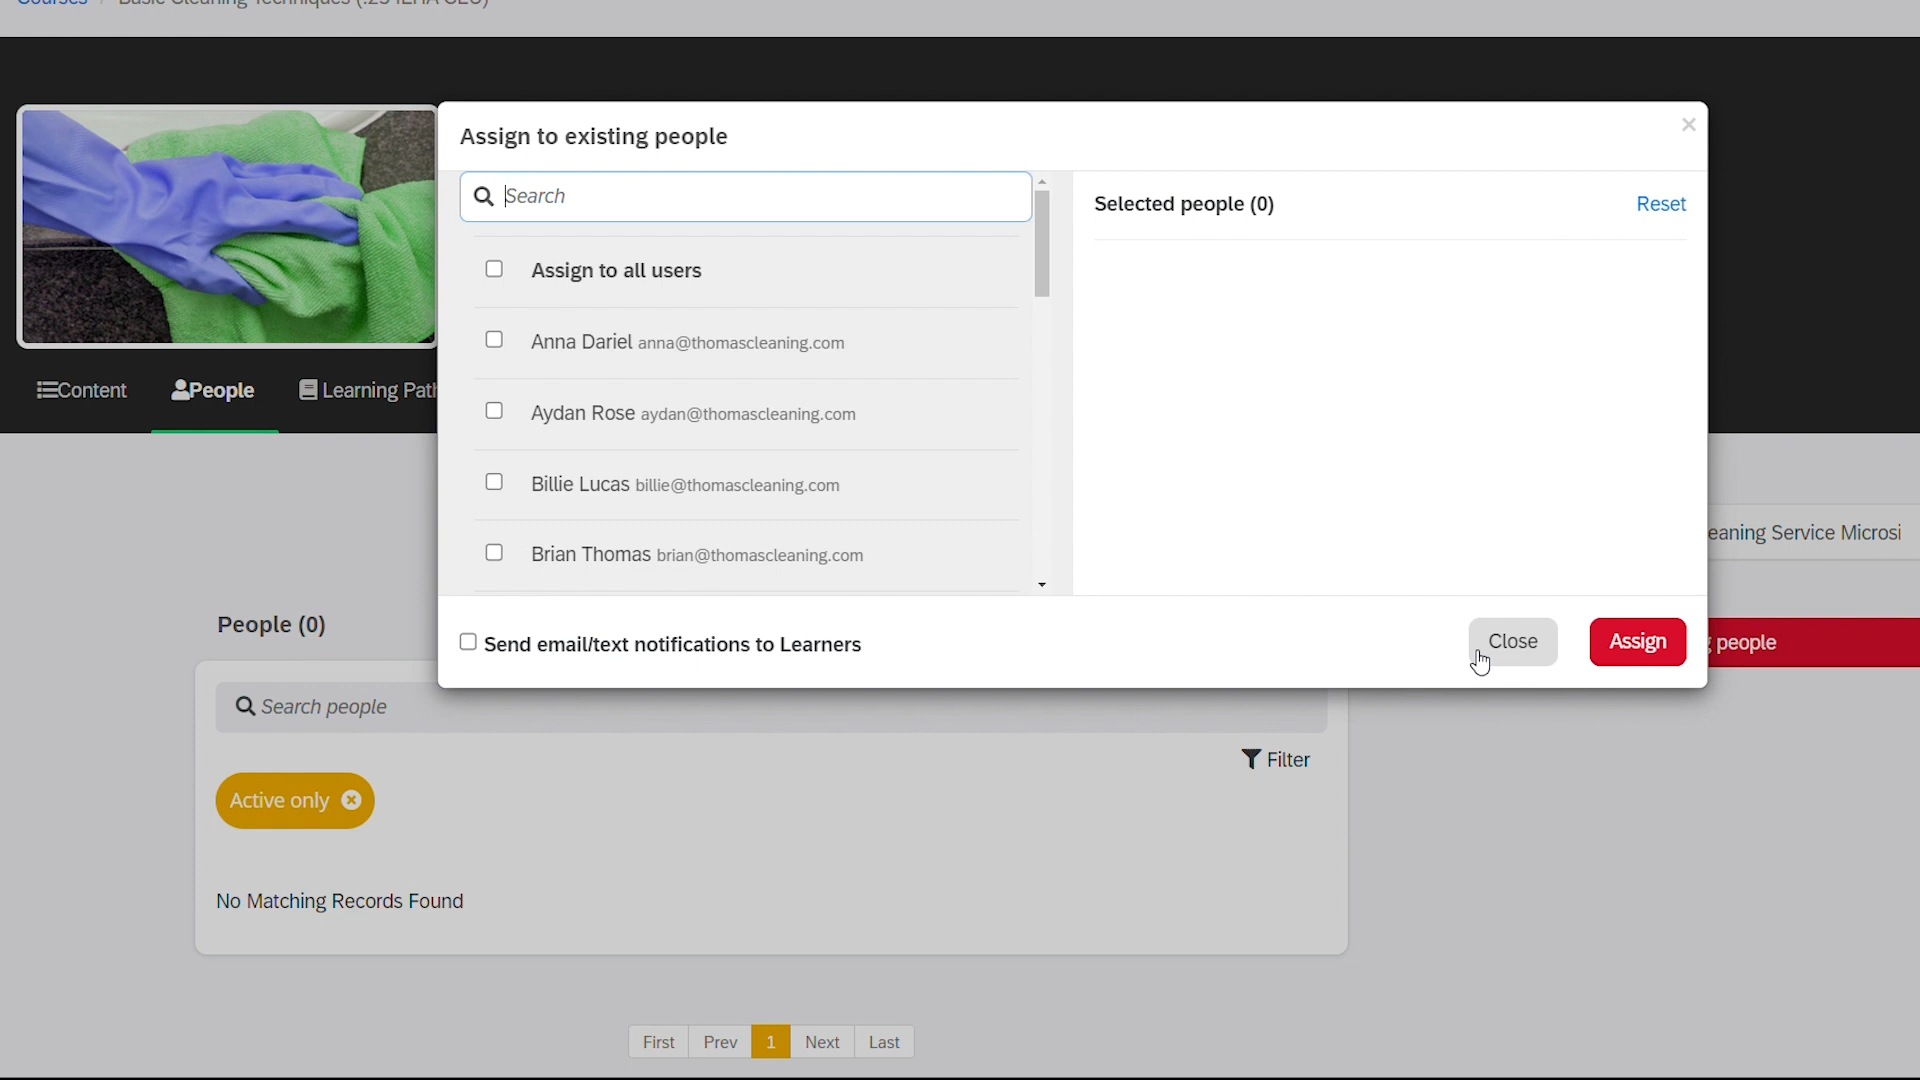 Assign to existing people
Search
Selected people (0)
Reset
Assign to all users
Anna Dariel anna@thomascleaning.com
Aydan Rose aydan@thomascleaning.com
Billie Lucas billie@thomascleaning.com
Brian Thomas brian@thomascleaning.com
Send email/text notifications to Learners
Close
Assign
Content
People
Learning Path
eaning Service Microsi
people
People (0)
Search people
Filter
Active only
No Matching Records Found
First
Prev
1
Next
Last